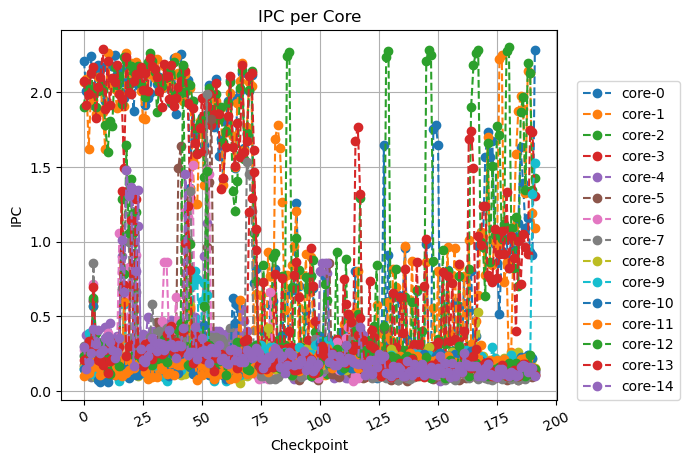 IPC per Core
IPC
2.0
1.5
1.0
0.5
0.0
0
25
50
75
100
125
150
175
200
Checkpoint
core-0
core-1
core-2
core-3
core-4
core-5
core-6
core-7
core-8
core-9
core-10
core-11
core-12
core-13
core-14